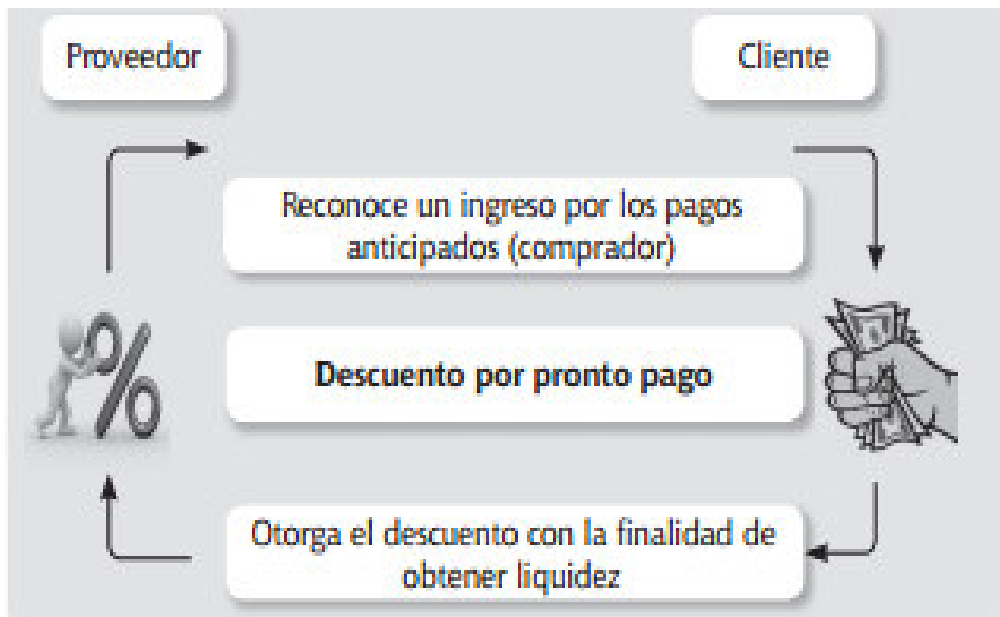 Proveedor
Cliente
Reconoce un ingreso por los pagos
anticipados (comprador)
Descuento por pronto pago
Otorga el descuento con la finalidad de
obtener liquidez